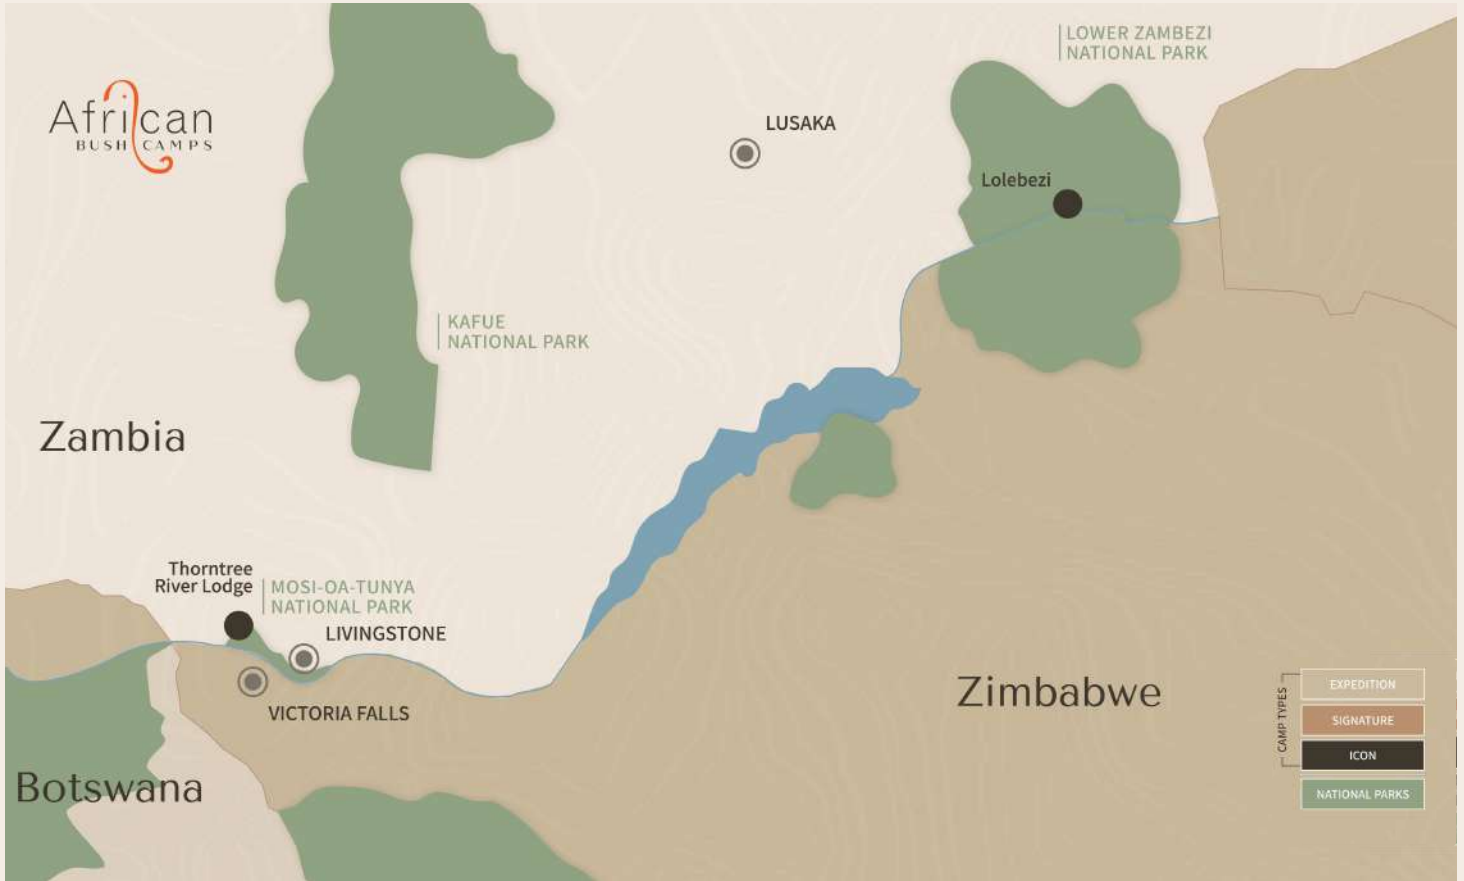 African
BUSH CAMPS
LOWER ZAMBEZI
NATIONAL PARK
LUSAKA
Lolebezi
KAFUE
NATIONAL PARK
Zambia
Thorntree
River Lodge
MOSI-OA-TUNYA
NATIONAL PARK
LIVINGSTONE
VICTORIA FALLS
Zimbabwe
Botswana
CAMP TYPES
EXPEDITION
SIGNATURE
ICON
NATIONAL PARKS